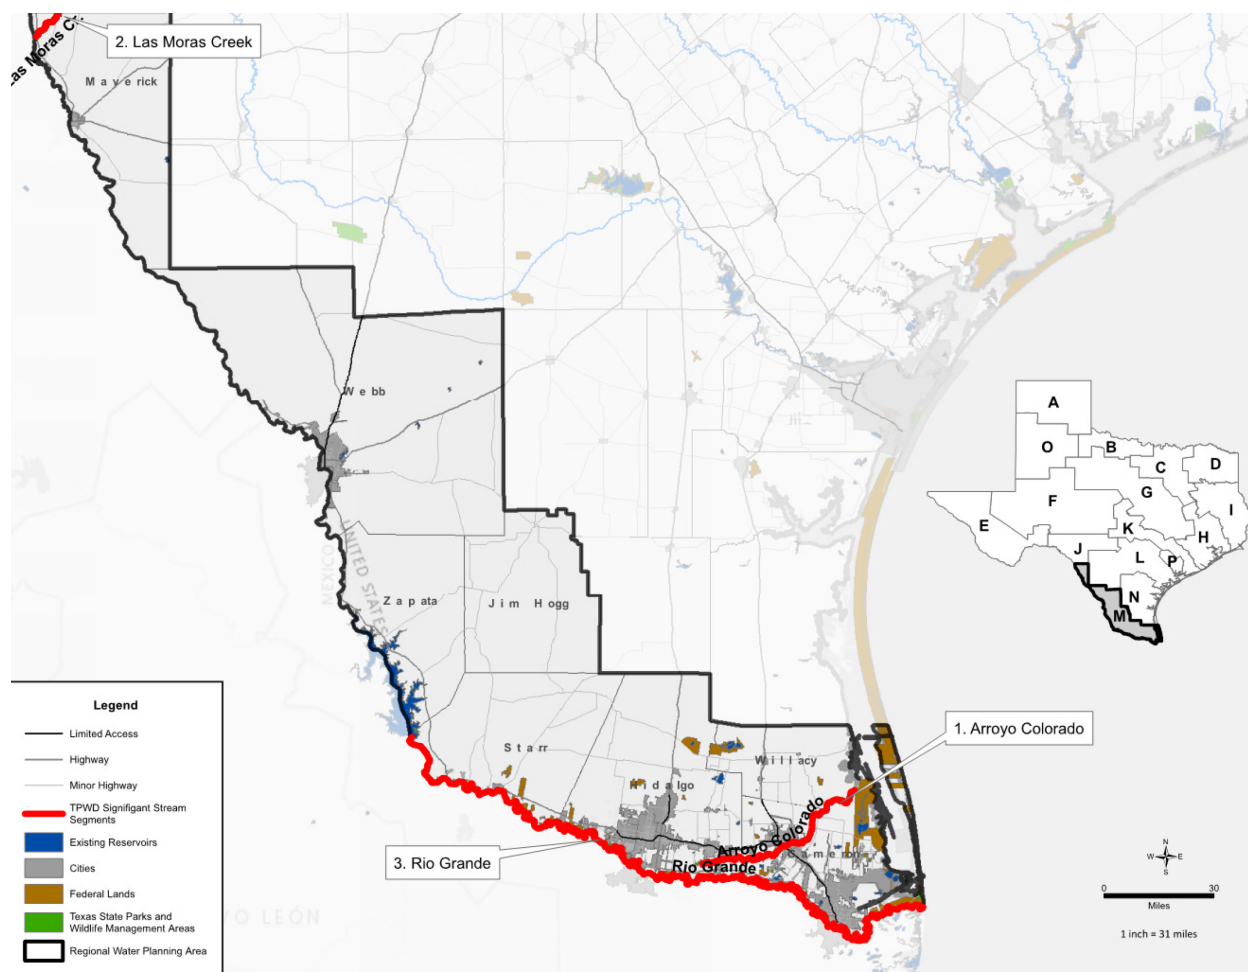 Las Moras C...
2. Las Moras Creek
Maverick
Webb
UNITED STATES
MEXICO
Zapata
Jim Hogg
Starr
Hidalgo
Willacy
Cameron
1. Arroyo Colorado
Arroyo Colorado
Rio Grande
3. Rio Grande
LEÓN
A
B
O
C
D
G
F
I
E
K
H
J
L
P
N
M
Legend
Limited Access
Highway
Minor Highway
TPWD Signifigant Stream
Segments
Existing Reservoirs
Cities
Federal Lands
Texas State Parks and
Wildlife Management Areas
Regional Water Planning Area
N
W
E
S
0
30
Miles
1 inch = 31 miles